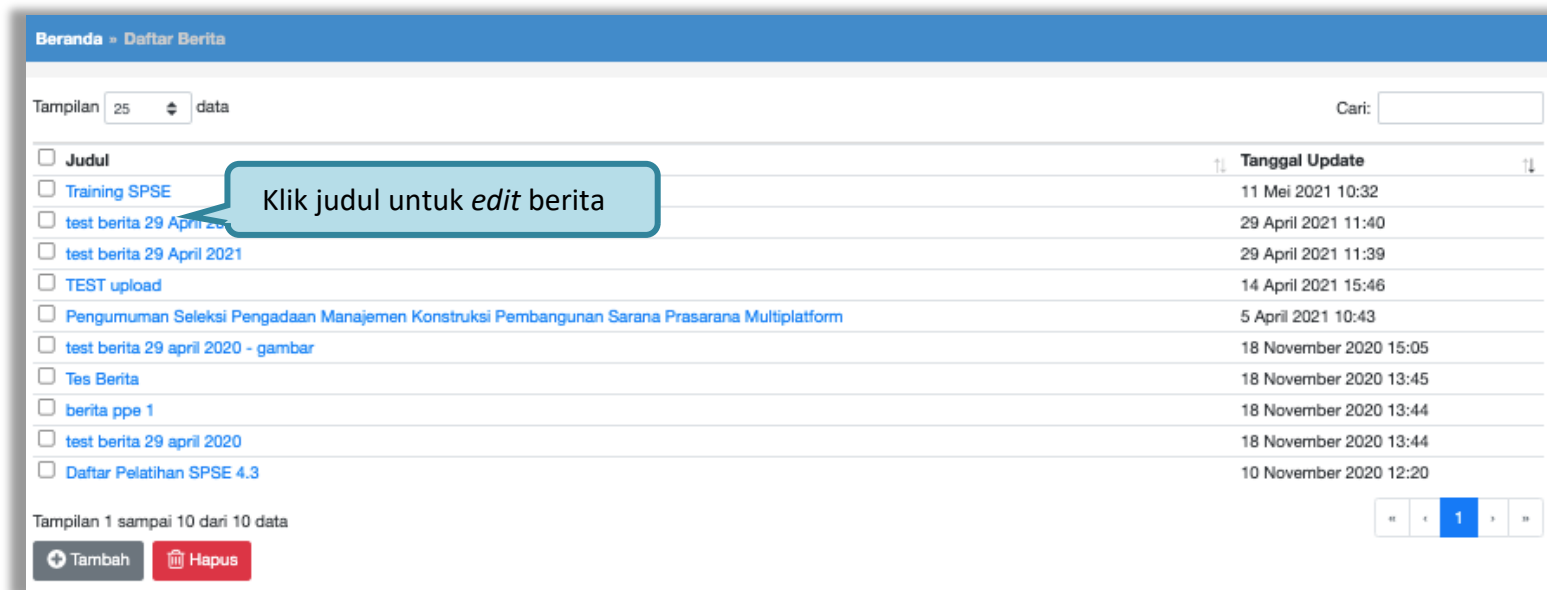 Beranda » Daftar Berita
Tampilan 25 data Cari:
Judul Tanggal Update
Training SPSE 11 Mei 2021 10:32
Klik judul untuk edit berita
test berita 29 April 20 29 April 2021 11:40
test berita 29 April 2021 29 April 2021 11:39
TEST upload 14 April 2021 15:46
Pengumuman Seleksi Pengadaan Manajemen Konstruksi Pembangunan Sarana Prasarana Multiplatform 5 April 2021 10:43
test berita 29 april 2020 - gambar 18 November 2020 15:05
Tes Berita 18 November 2020 13:45
berita ppe 1 18 November 2020 13:44
test berita 29 april 2020 18 November 2020 13:44
Daftar Pelatihan SPSE 4.3 10 November 2020 12:20
Tampilan 1 sampai 10 dari 10 data « ‹ 1 › »
Tambah Hapus